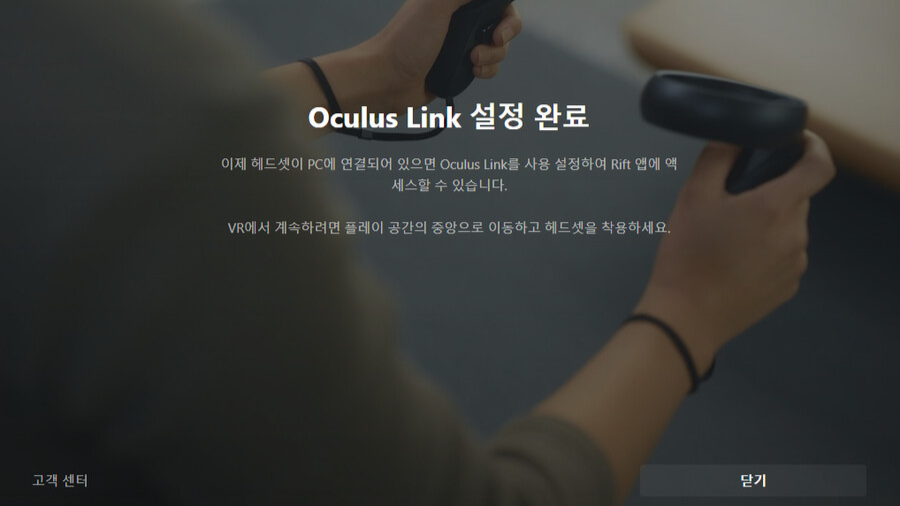 Oculus Link 설정 완료
이제 헤드셋이 PC에 연결되어 있으면 Oculus Link를 사용 설정하여 Rift 앱에 액
세스할 수 있습니다.
VR에서 계속하려면 플레이 공간의 중앙으로 이동하고 헤드셋을 착용하세요.
고객 센터
닫기